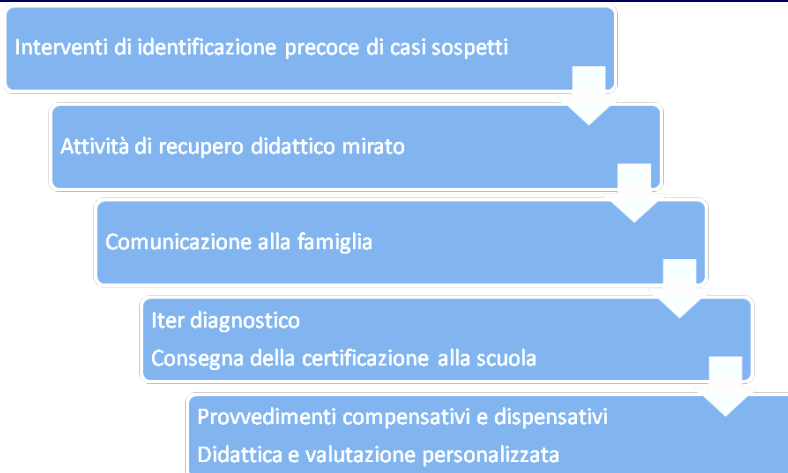 Interventi di identificazione precoce di casi sospetti
Attività di recupero didattico mirato
Comunicazione alla famiglia
Iter diagnostico
Consegna della certificazione alla scuola
Provvedimenti compensativi e dispensativi
Didattica e valutazione personalizzata